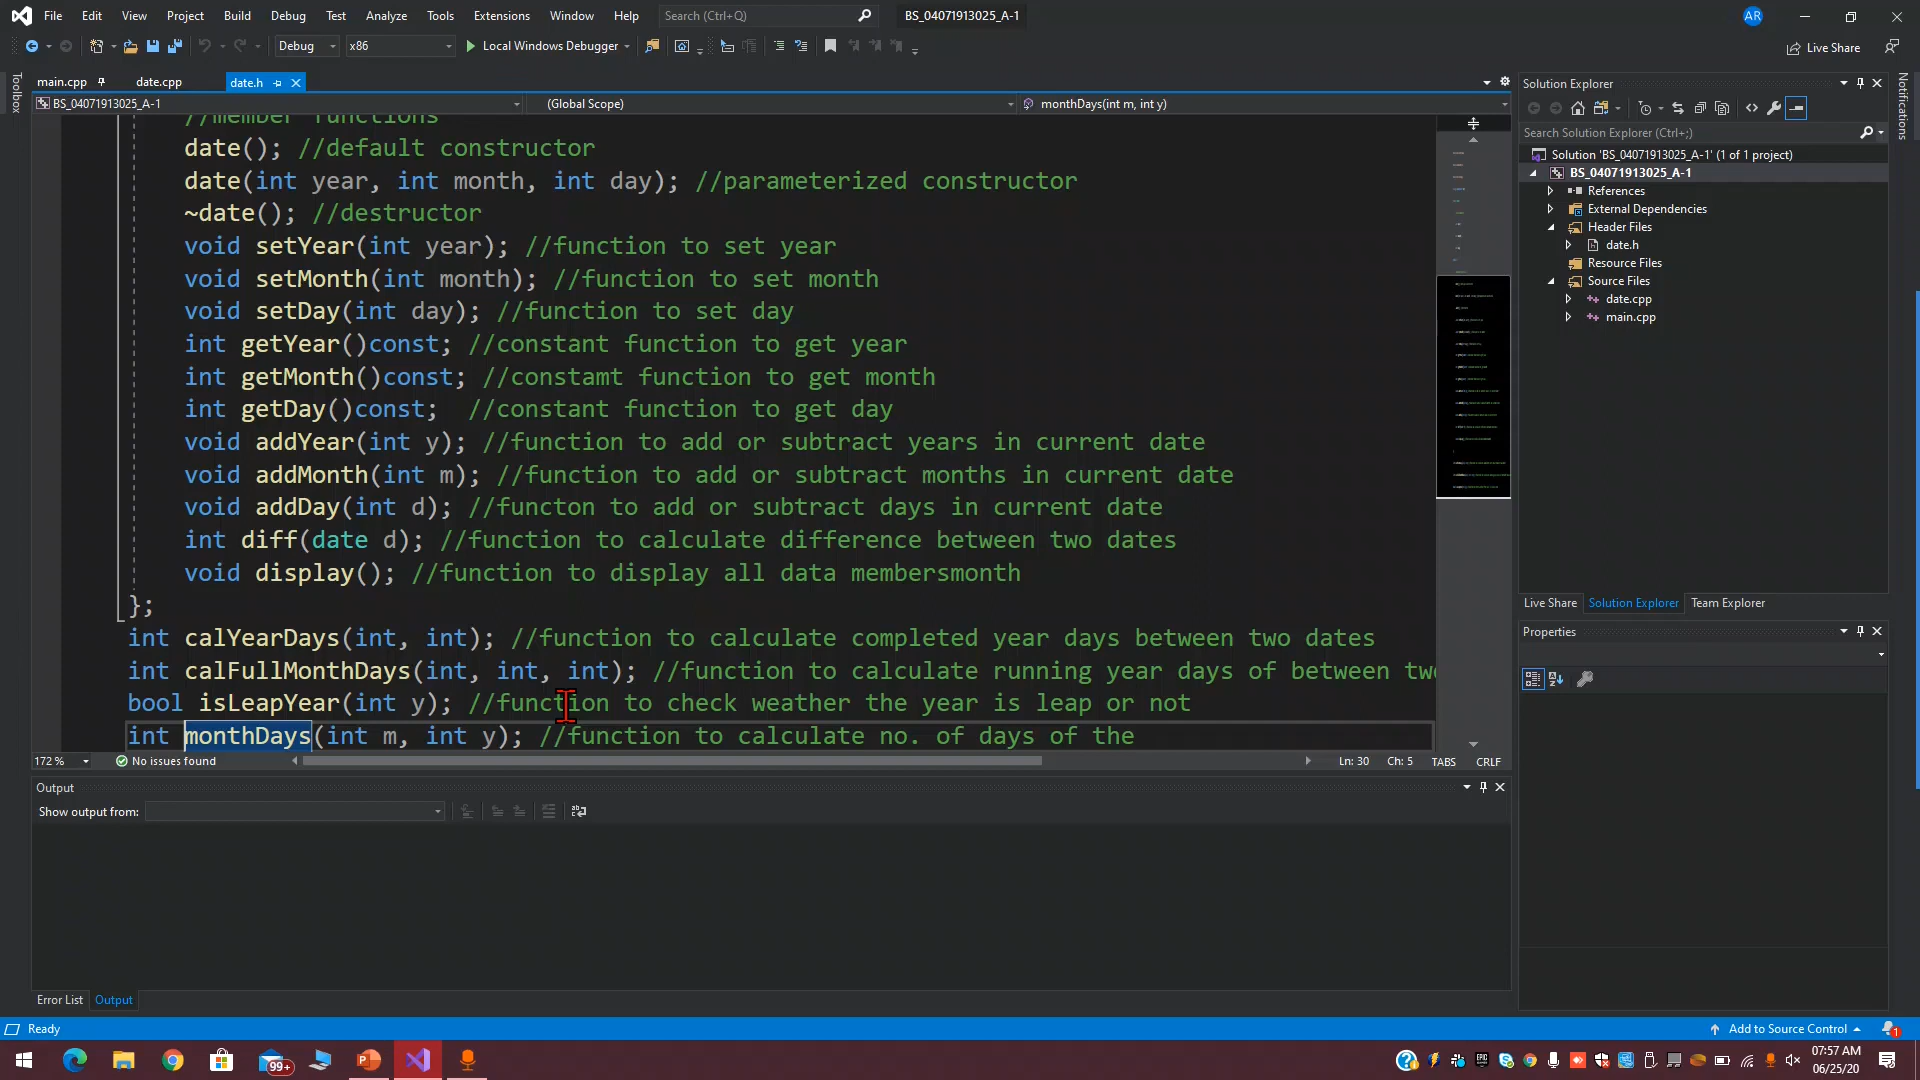 File Edit View Project Build Debug Test Analyze Tools Extensions Window Help Search (Ctrl+Q) BS_04071913025_A-1 AR
Debug x86 Local Windows Debugger Live Share
Toolbox
main.cpp date.cpp date.h
BS_04071913025_A-1 (Global Scope) monthDays(int m, int y)
//member functions
date(); //default constructor
date(int year, int month, int day); //parameterized constructor
~date(); //destructor
void setYear(int year); //function to set year
void setMonth(int month); //function to set month
void setDay(int day); //function to set day
int getYear()const; //constant function to get year
int getMonth()const; //constamt function to get month
int getDay()const; //constant function to get day
void addYear(int y); //function to add or subtract years in current date
void addMonth(int m); //function to add or subtract months in current date
void addDay(int d); //functon to add or subtract days in current date
int diff(date d); //function to calculate difference between two dates
void display(); //function to display all data membersmonth
};
int calYearDays(int, int); //function to calculate completed year days between two dates
int calFullMonthDays(int, int, int); //function to calculate running year days of between two
bool isLeapYear(int y); //function to check weather the year is leap or not
int monthDays(int m, int y); //function to calculate no. of days of the
172 % No issues found Ln: 30 Ch: 5 TABS CRLF
Output
Show output from:
Error List Output
Solution Explorer
Search Solution Explorer (Ctrl+;)
Solution 'BS_04071913025_A-1' (1 of 1 project)
BS_04071913025_A-1
References
External Dependencies
Header Files
date.h
Resource Files
Source Files
date.cpp
main.cpp
Live Share Solution Explorer Team Explorer
Properties
Notifications
Ready Add to Source Control 1
99+ 07:57 AM
06/25/20